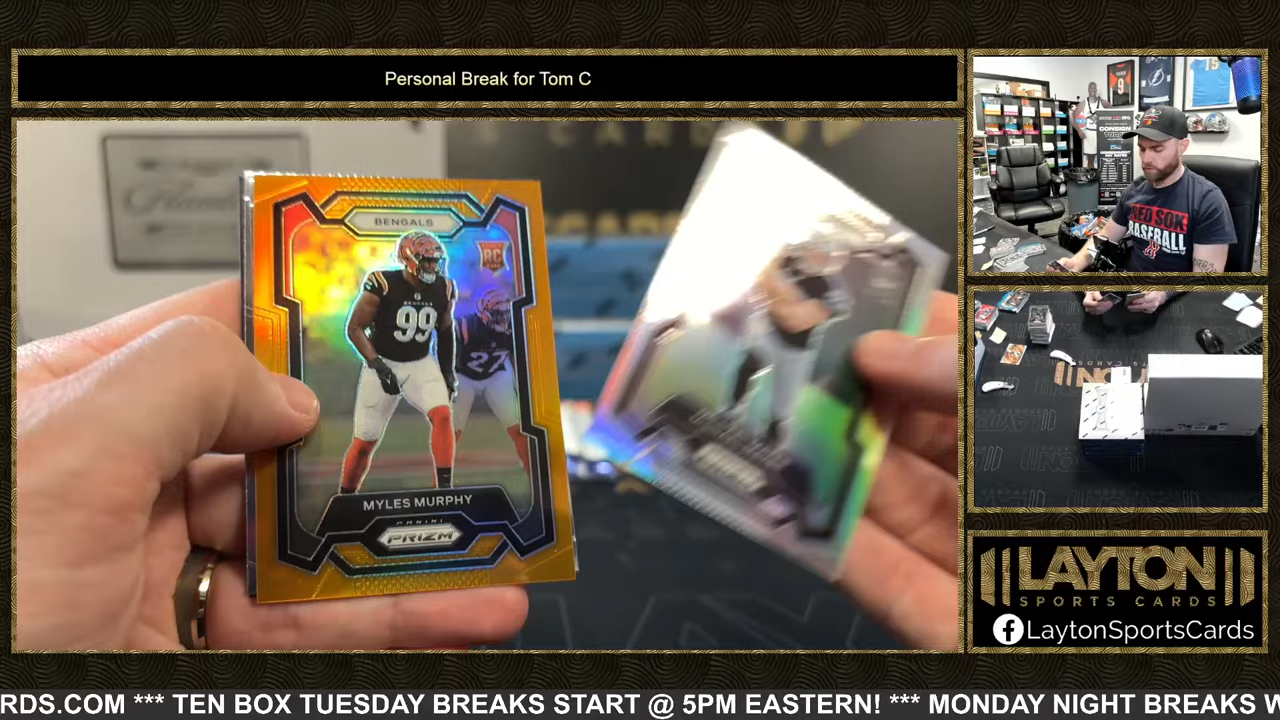 Personal Break for Tom C
BENGALS
RC
99
27
MYLES MURPHY
PANINI
PRIZM
CONSIGN
RED SOX
BASEBALL
LAYTON
SPORTS CARDS
f LaytonSportsCards
RDS.COM *** TEN BOX TUESDAY BREAKS START @ 5PM EASTERN! *** MONDAY NIGHT BREAKS W